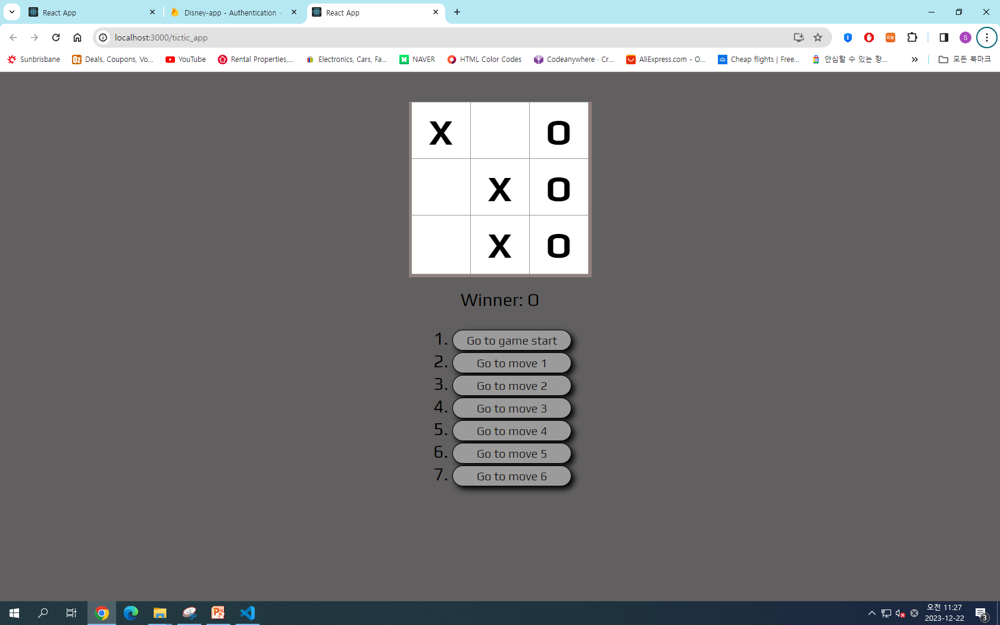 React App
Disney-app - Authentication -
React App
localhost:3000/tictic_app
S
Sunbrisbane
Deals, Coupons, Vo...
YouTube
Rental Properties,...
Electronics, Cars, Fa...
NAVER
HTML Color Codes
Codeanywhere · Cr...
AliExpress.com - O...
Cheap flights | Free...
안심할 수 있는 항...
모든 북마크
X O
X O
X O
Winner: O
1. Go to game start
2. Go to move 1
3. Go to move 2
4. Go to move 3
5. Go to move 4
6. Go to move 5
7. Go to move 6
오전 11:27
2023-12-22
3